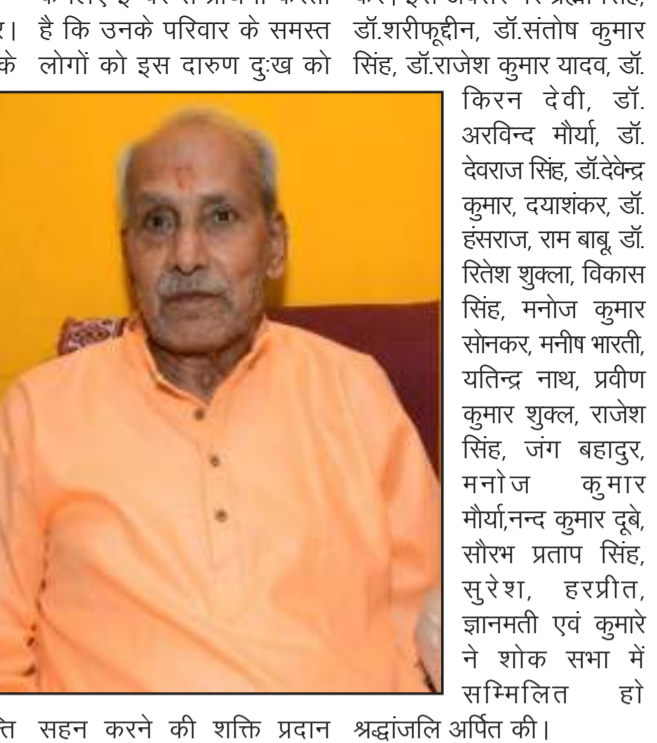 र।
के
है कि उनके परिवार के समस्त
लोगों को इस दारुण दुःख को
सहन करने की शक्ति प्रदान
डॉ.शरीफूद्दीन, डॉ.संतोष कुमार
सिंह, डॉ.राजेश कुमार यादव, डॉ.
किरन देवी, डॉ.
अरविन्द मौर्या, डॉ.
देवराज सिंह, डॉ.देवेन्द्र
कुमार, दयाशंकर, डॉ.
हंसराज, राम बाबू, डॉ.
रितेश शुक्ला, विकास
सिंह, मनोज कुमार
सोनकर, मनीष भारती,
यतिन्द्र नाथ, प्रवीण
कुमार शुक्ल, राजेश
सिंह, जंग बहादुर,
मनोज कुमार
मौर्या,नन्द कुमार दूबे,
सौरभ प्रताप सिंह,
सुरेश, हरप्रीत,
ज्ञानमती एवं कुमारे
ने शोक सभा में
सम्मिलित हो
श्रद्धांजलि अर्पित की।